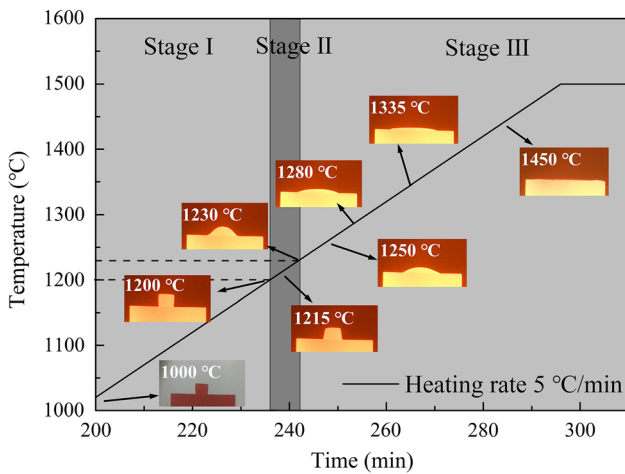 1600
1500
1400
1300
1200
1100
1000
Temperature (°C)
Stage I
Stage II
Stage III
1335 °C
1450 °C
1280 °C
1230 °C
1250 °C
1200 °C
1215 °C
1000 °C
Heating rate 5 °C/min
200
220
240
260
280
300
Time (min)